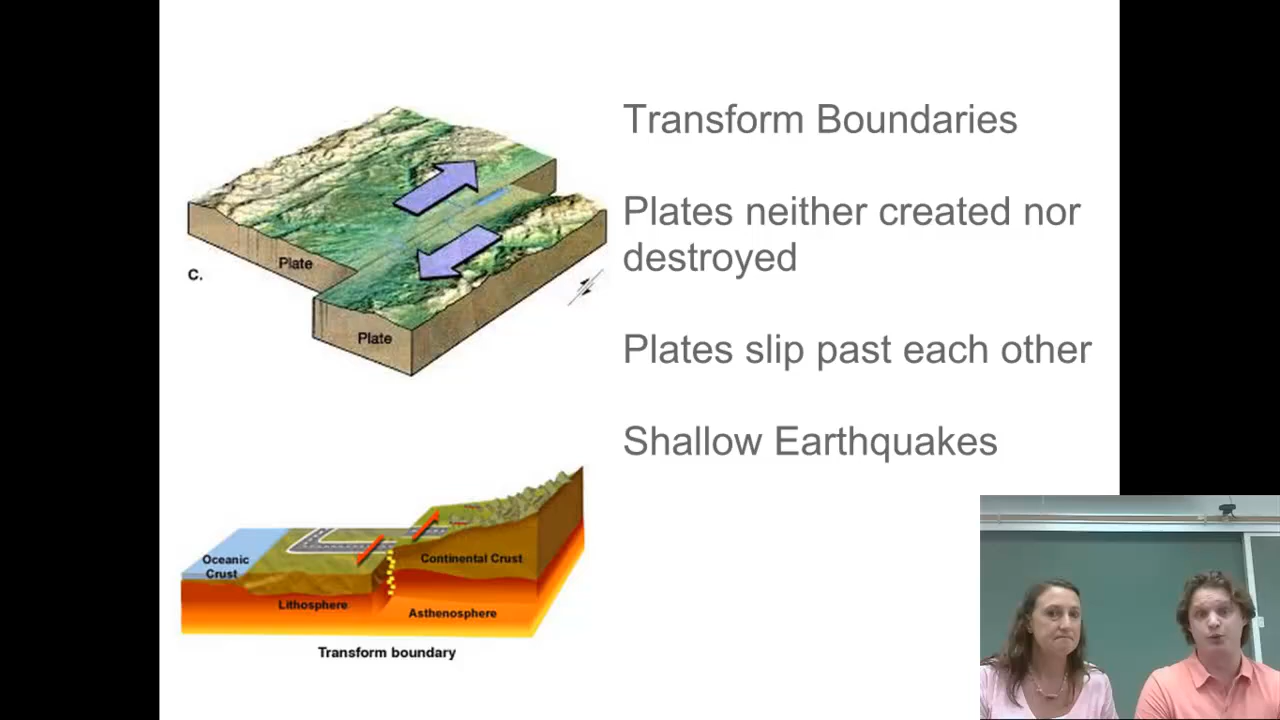 Transform Boundaries
Plates neither created nor
destroyed
Plates slip past each other
Shallow Earthquakes
Plate
C.
Plate
Oceanic
Crust
Continental Crust
Lithosphere
Asthenosphere
Transform boundary